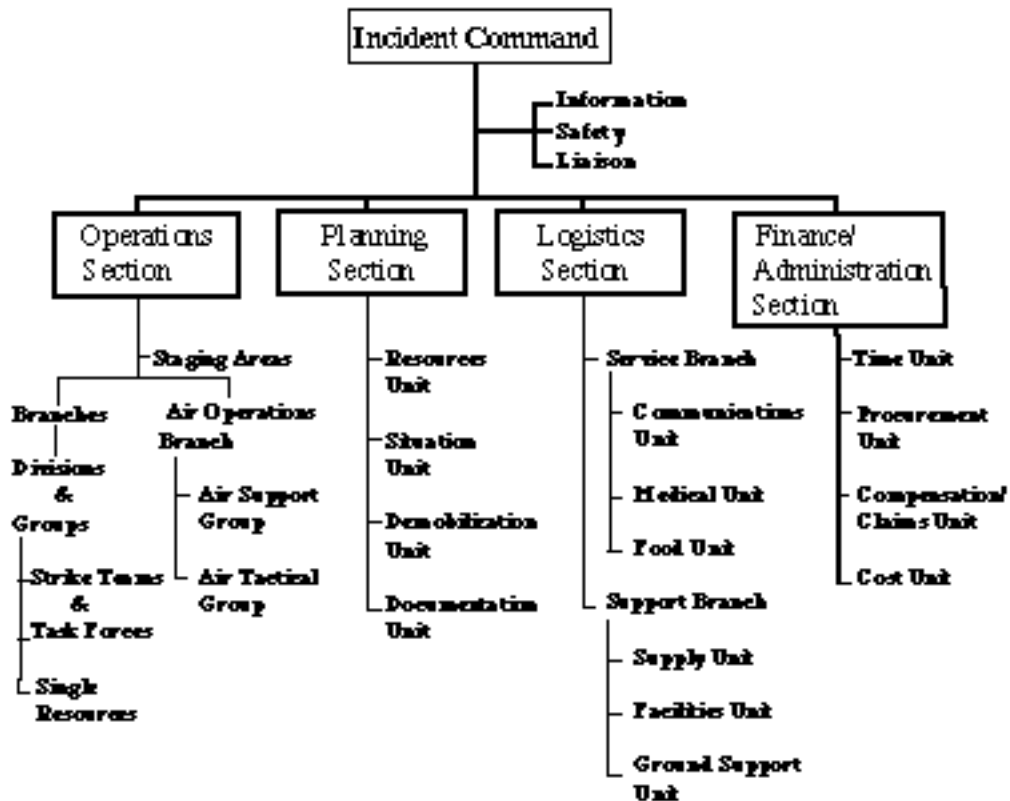 Incident Command
Information
Safety
Liaison
Operations
Section
Planning
Section
Logistics
Section
Finance/
Administration
Section
Staging Areas
Branches
Divisions
&
Groups
Strike Teams
&
Task Forces
Single
Resources
Air Operations
Branch
Air Support
Group
Air Tactical
Group
Resources
Unit
Situation
Unit
Demobilization
Unit
Documentation
Unit
Service Branch
Communications
Unit
Medical Unit
Food Unit
Support Branch
Supply Unit
Facilities Unit
Ground Support
Unit
Time Unit
Procurement
Unit
Compensation/
Claims Unit
Cost Unit